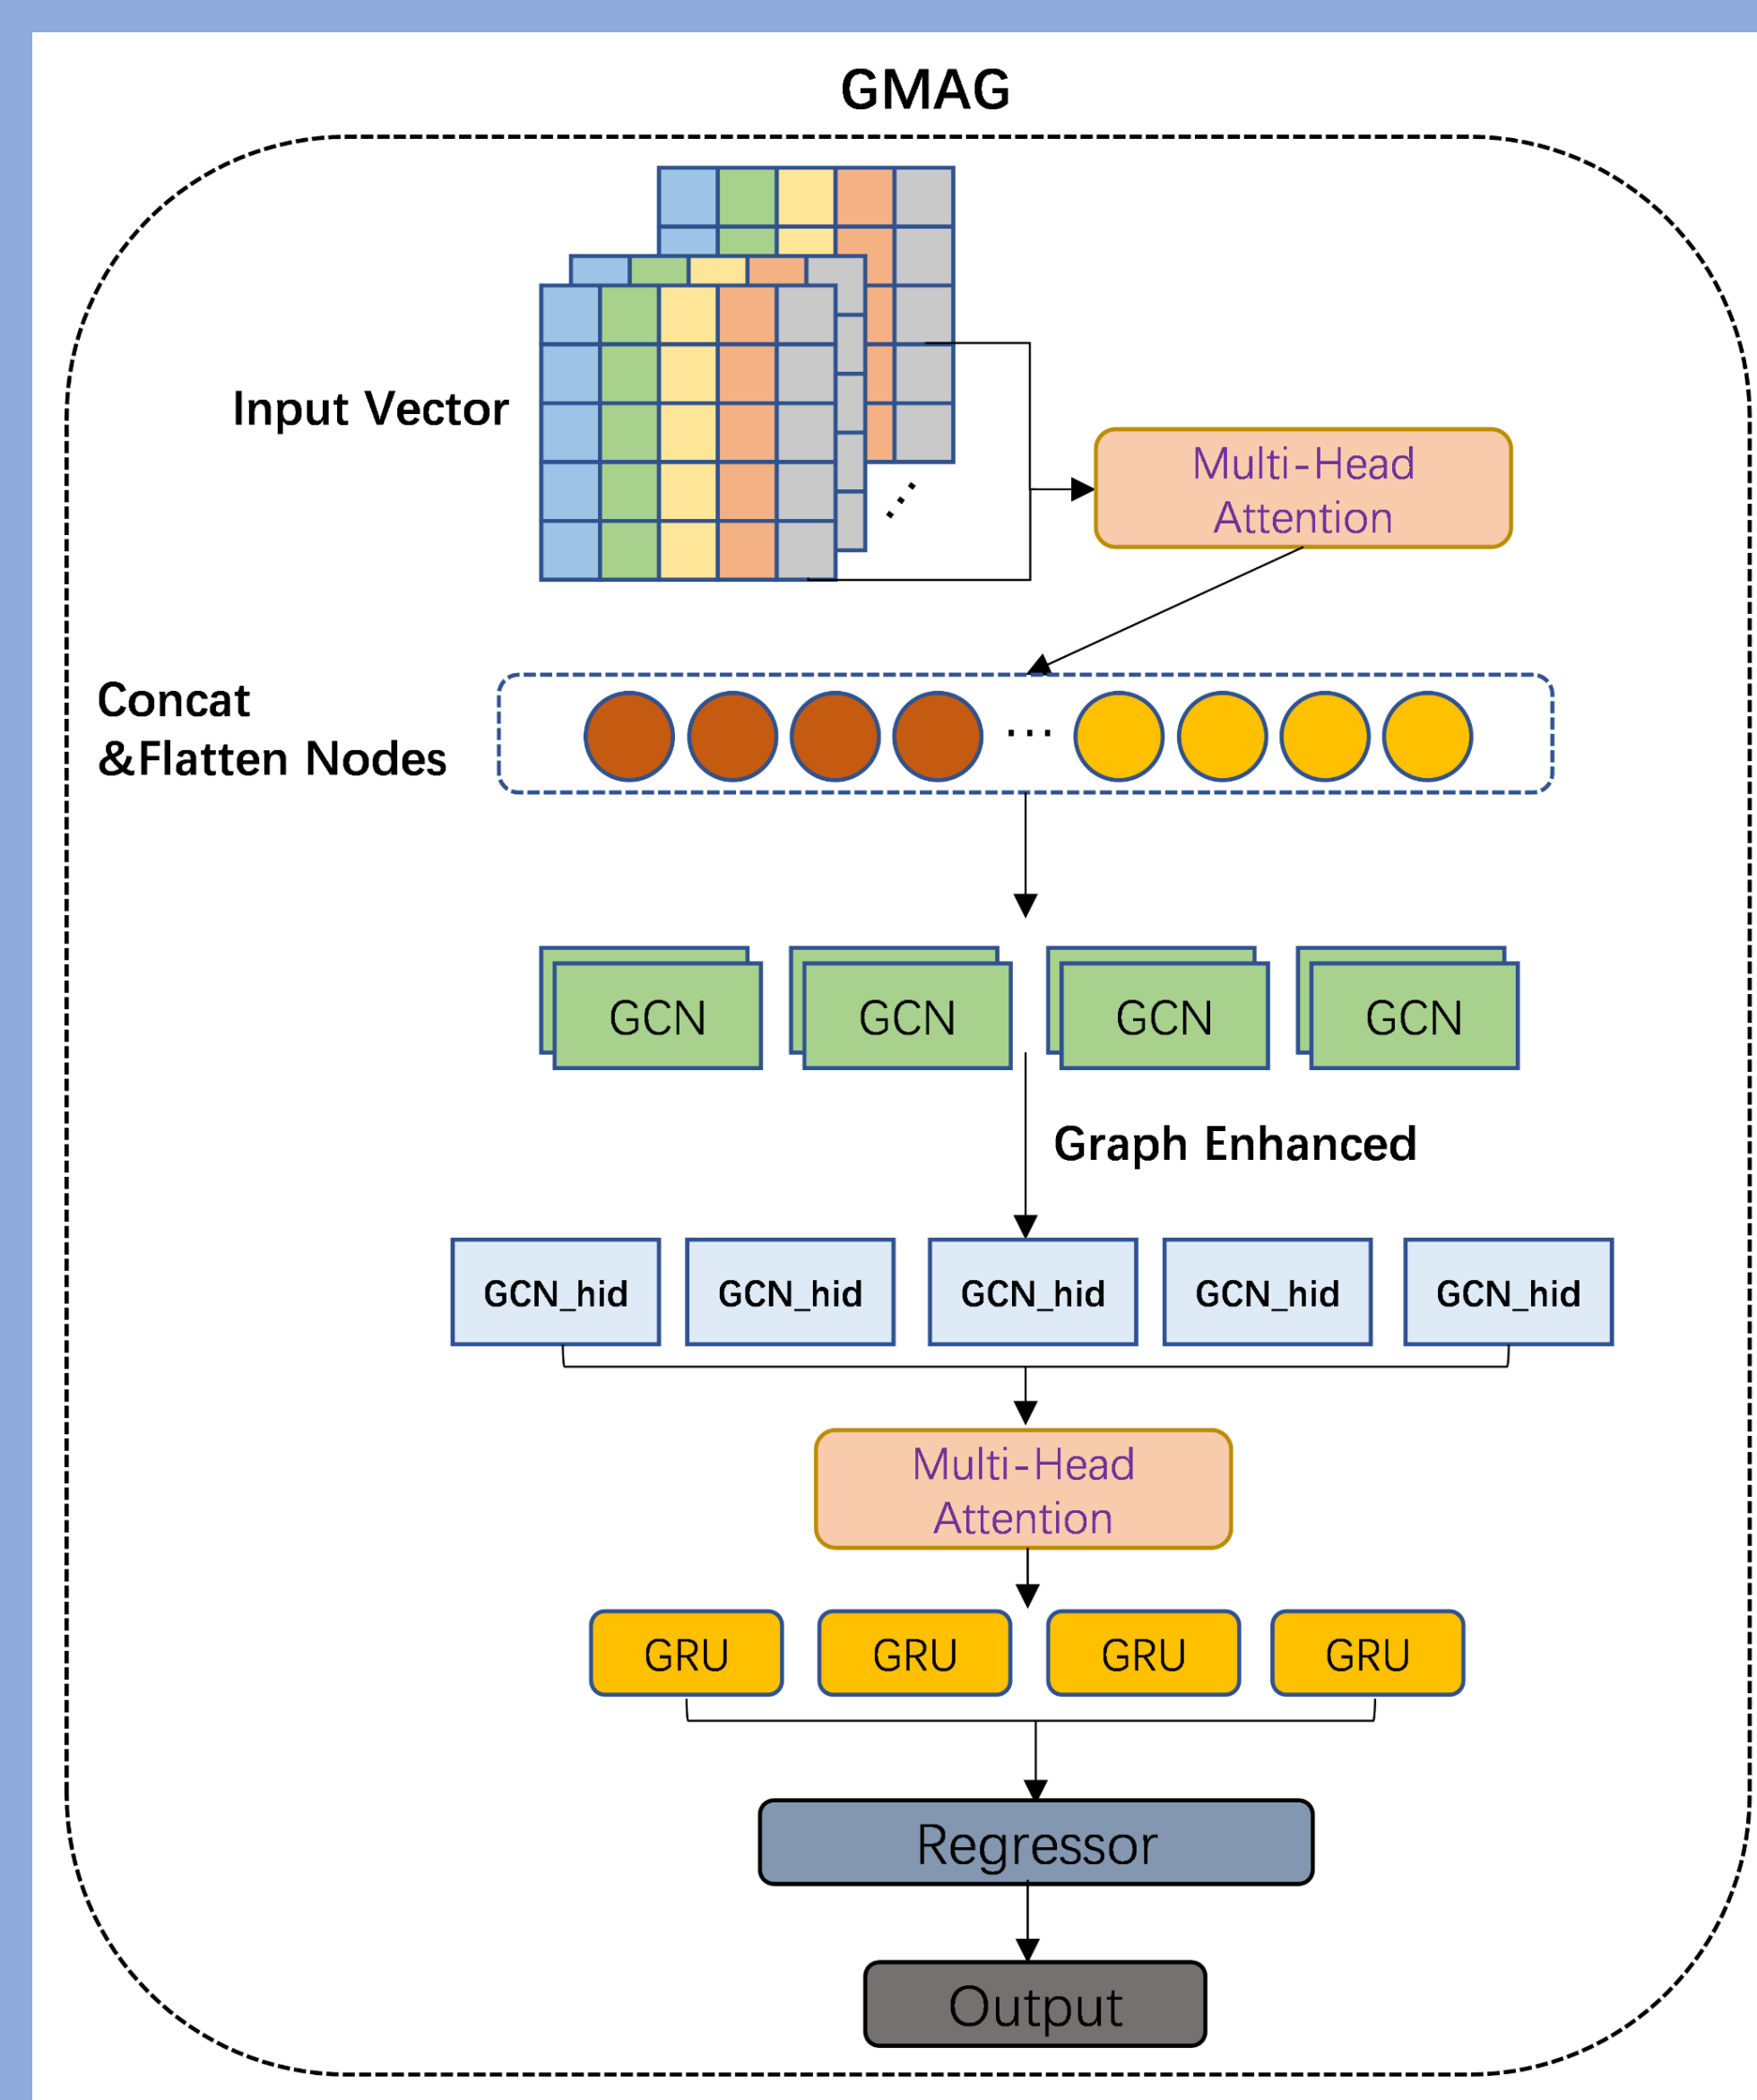 GMAG
Input Vector
Multi-Head
Attention
Concat
&Flatten Nodes
...
...
GCN GCN GCN GCN
Graph Enhanced
GCN_hid GCN_hid GCN_hid GCN_hid GCN_hid
Multi-Head
Attention
GRU GRU GRU GRU
Regressor
Output